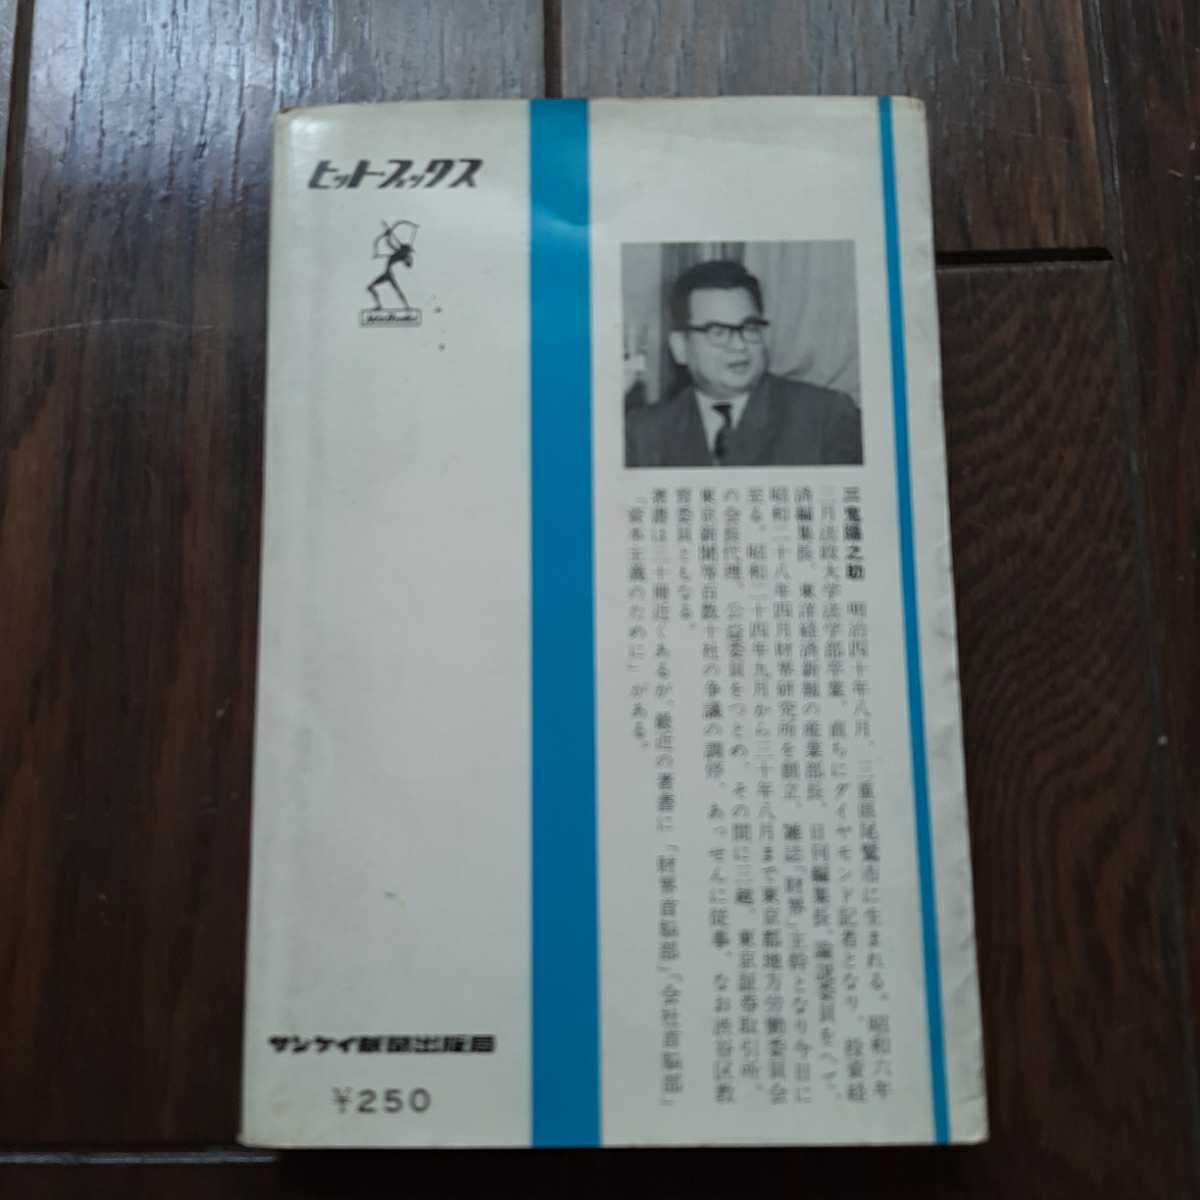 ヒット・ブックス
三鬼陽之助 明治四十年八月、三重県尾鷲市に生まれる。昭和六年
三月法政大学法学部卒業、直ちにダイヤモンド記者となり、投資経
済編集長、東洋経済新報の産業部長、日刊編集長、論説委員をへて、
昭和二十八年四月財界研究所を創立、雑誌「財界」主幹となり今日に
至る。昭和二十四年九月から三十年八月まで東京都地方労働委員会
の会長代理、公益委員をつとめ、その間に三越、東京証券取引所、
東京新聞等百数十社の争議の調停、あっせんに従事、なお渋谷区教
育委員ともなる。
著書は三十冊近くあるが、最近の著書に「財界首脳部」「会社首脳部」
「資本主義のために」がある。
サンケイ新聞出版局
¥250